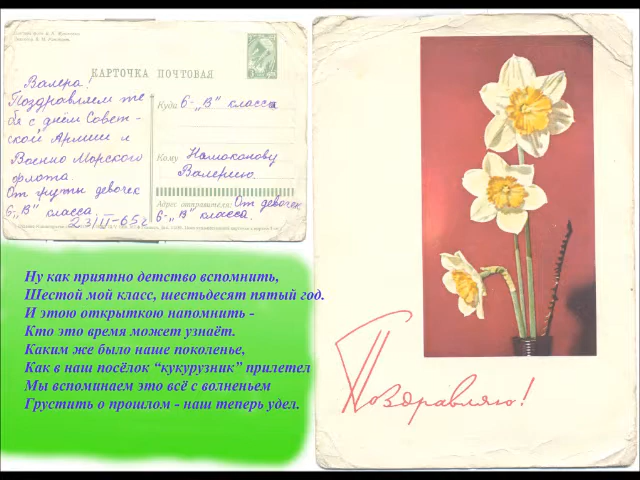 КАРТОЧКА ПОЧТОВАЯ
Валера!
Поздравляем те
бя с днём Совет-
ской Армии и
Военно Морского
флота.
От группы девочек
6-„В" класса.
23/II-65г
Куда 6-„В" класса
Кому Намоконову
Валерию.
Адрес отправителя: От девочек
6-„В" класса.
Ну как приятно детство вспомнить,
Шестой мой класс, шестьдесят пятый год.
И этою открыткою напомнить -
Кто это время может узнаёт.
Каким же было наше поколенье,
Как в наш посёлок “кукурузник” прилетел
Мы вспоминаем это всё с волненьем
Грустить о прошлом - наш теперь удел.
Поздравляю!